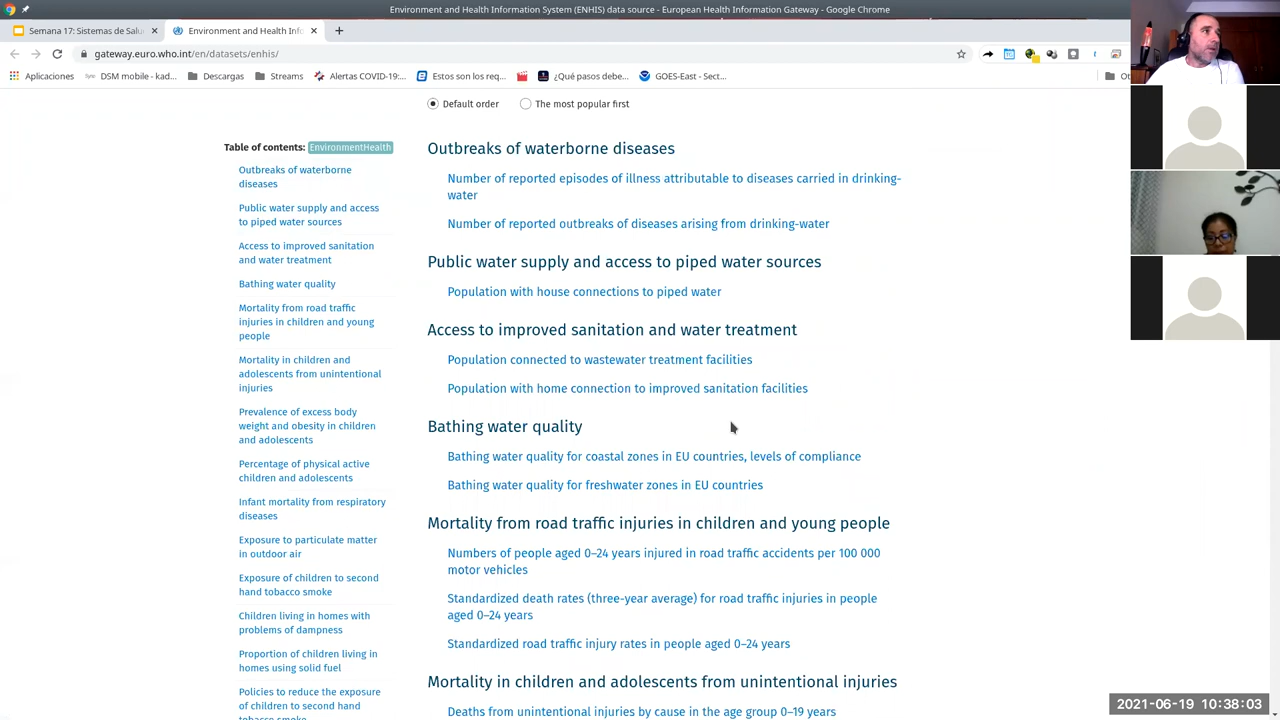 Environment and Health Information System (ENHIS) data source - European Health Information Gateway - Google Chrome
Semana 17: Sistemas de Salu
Environment and Health Info
gateway.euro.who.int/en/datasets/enhis/
Aplicaciones
DSM mobile - kad...
Descargas
Streams
Alertas COVID-19:...
Estos son los req...
¿Qué pasos debe...
GOES-East - Sect...
Default order
The most popular first
Table of contents: EnvironmentHealth
Outbreaks of waterborne
diseases
Public water supply and access
to piped water sources
Access to improved sanitation
and water treatment
Bathing water quality
Mortality from road traffic
injuries in children and young
people
Mortality in children and
adolescents from unintentional
injuries
Prevalence of excess body
weight and obesity in children
and adolescents
Percentage of physical active
children and adolescents
Infant mortality from respiratory
diseases
Exposure to particulate matter
in outdoor air
Exposure of children to second
hand tobacco smoke
Children living in homes with
problems of dampness
Proportion of children living in
homes using solid fuel
Policies to reduce the exposure
of children to second hand
tobacco smoke
Outbreaks of waterborne diseases
Number of reported episodes of illness attributable to diseases carried in drinking-
water
Number of reported outbreaks of diseases arising from drinking-water
Public water supply and access to piped water sources
Population with house connections to piped water
Access to improved sanitation and water treatment
Population connected to wastewater treatment facilities
Population with home connection to improved sanitation facilities
Bathing water quality
Bathing water quality for coastal zones in EU countries, levels of compliance
Bathing water quality for freshwater zones in EU countries
Mortality from road traffic injuries in children and young people
Numbers of people aged 0–24 years injured in road traffic accidents per 100 000
motor vehicles
Standardized death rates (three-year average) for road traffic injuries in people
aged 0–24 years
Standardized road traffic injury rates in people aged 0–24 years
Mortality in children and adolescents from unintentional injuries
Deaths from unintentional injuries by cause in the age group 0–19 years
2021-06-19 10:38:03